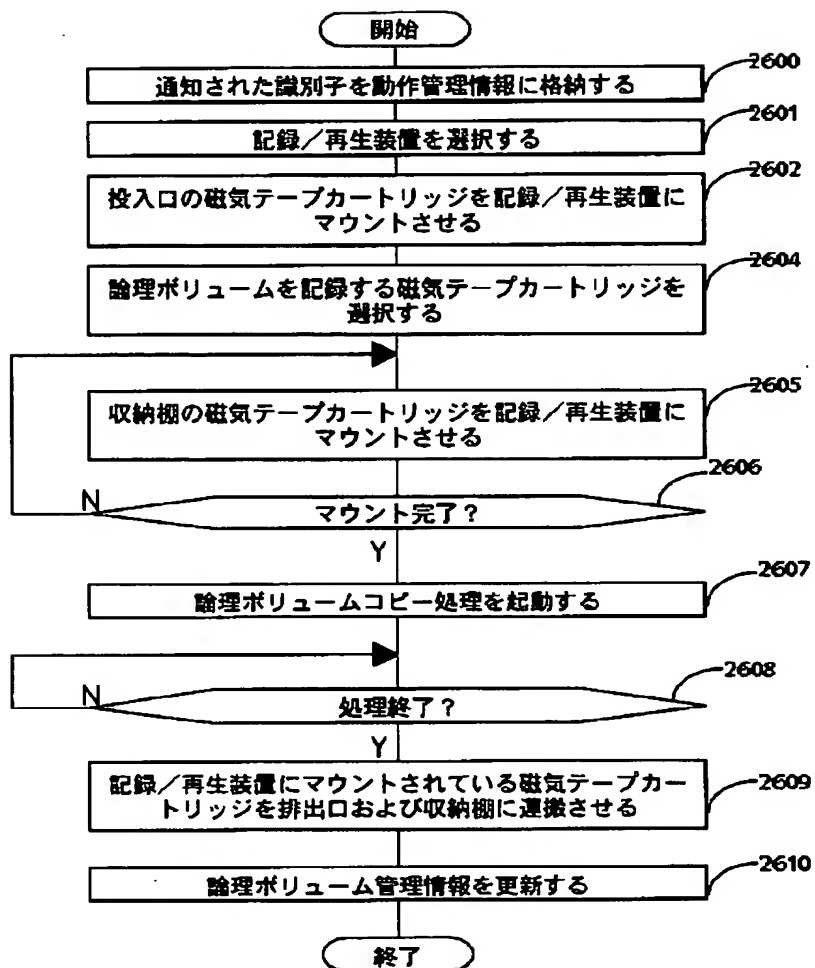 開始
2600
通知された識別子を動作管理情報に格納する
2601
記録／再生装置を選択する
2602
投入口の磁気テープカートリッジを記録／再生装置に
マウントさせる
2604
論理ボリュームを記録する磁気テープカートリッジを
選択する
2605
収納棚の磁気テープカートリッジを記録／再生装置に
マウントさせる
2606
N
マウント完了？
Y
2607
論理ボリュームコピー処理を起動する
2608
N
処理終了？
Y
2609
記録／再生装置にマウントされている磁気テープカー
トリッジを排出口および収納棚に運搬させる
2610
論理ボリューム管理情報を更新する
終了